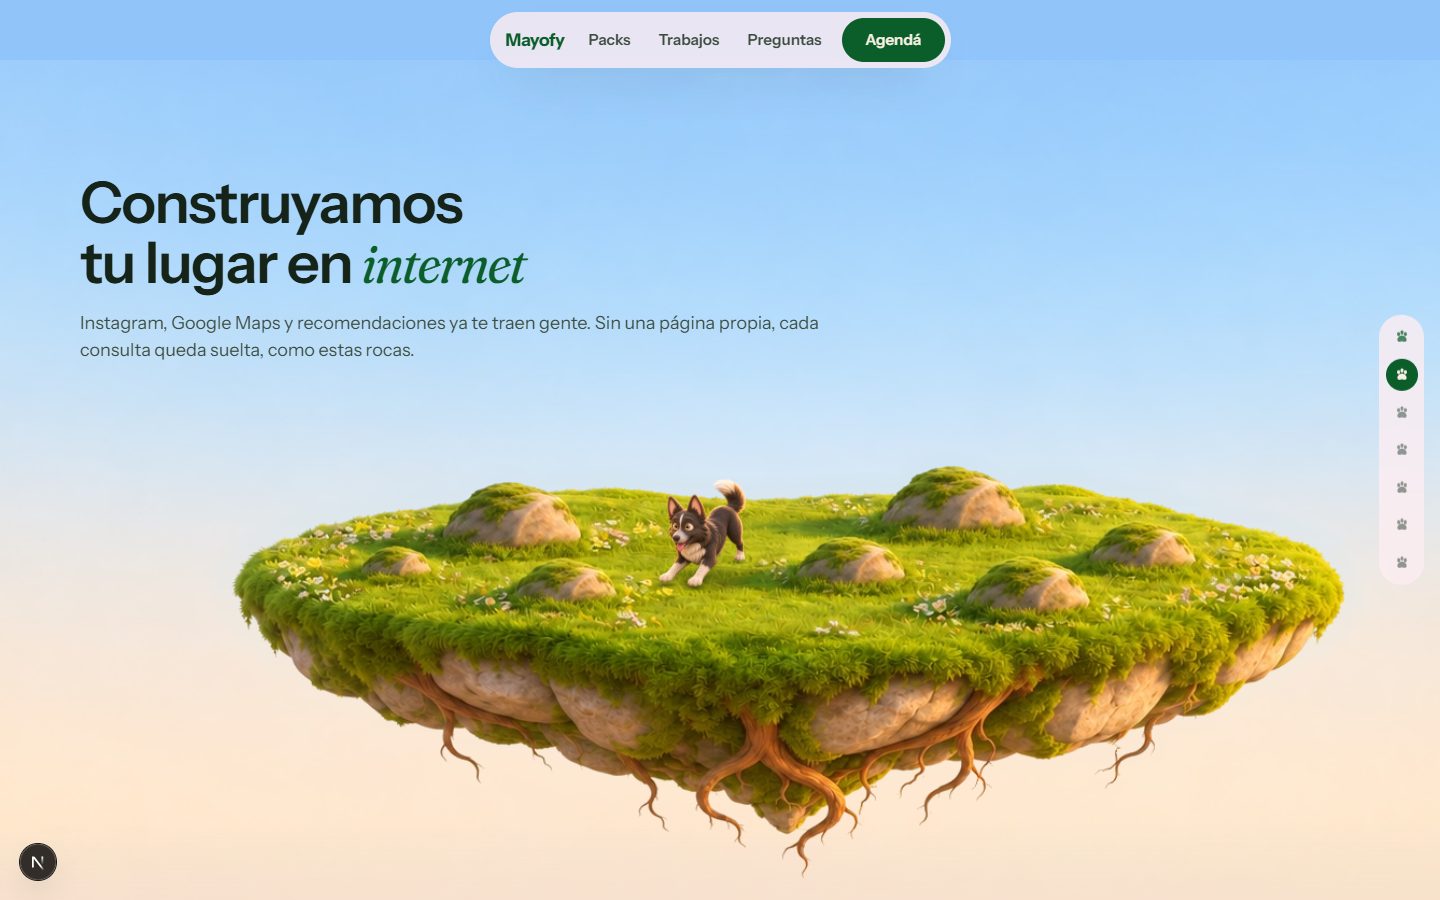 Mayofy Packs Trabajos Preguntas Agendá
Construyamos
tu lugar en internet
Instagram, Google Maps y recomendaciones ya te traen gente. Sin una página propia, cada
consulta queda suelta, como estas rocas.
N